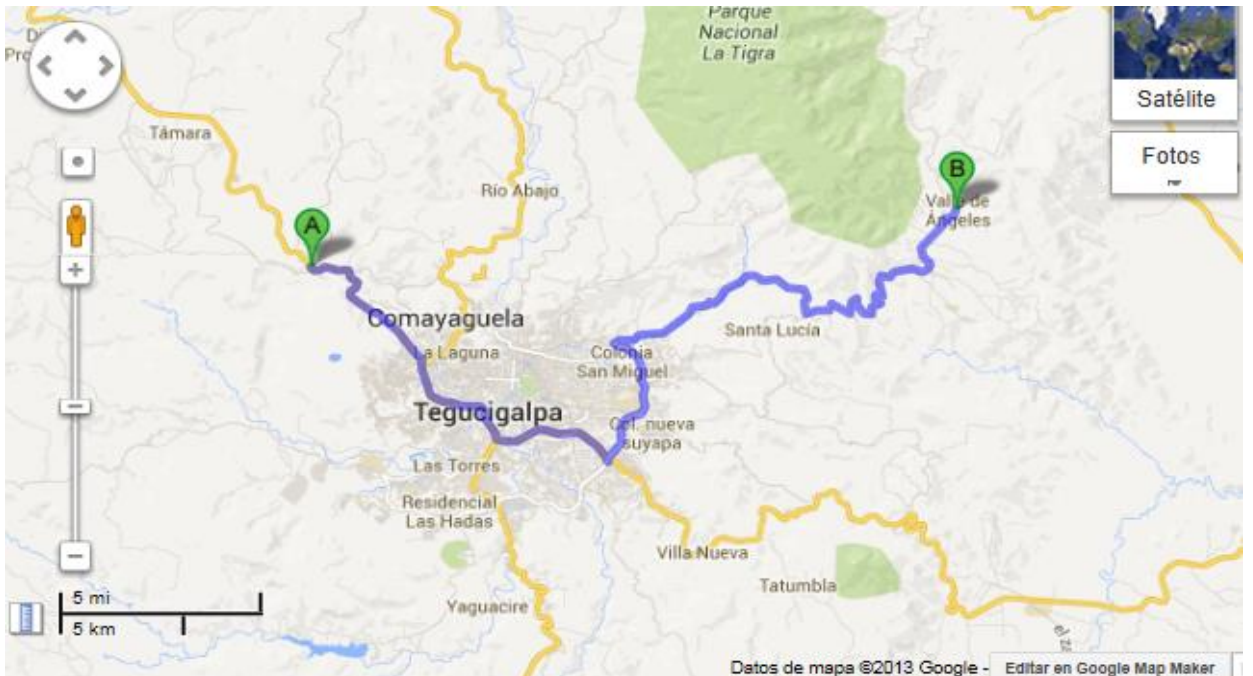 Parque
Nacional
La Tigra
Satélite
Fotos
Támara
Río Abajo
A
B
Valle de
Ángeles
Comayaguela
La Laguna
Colonia
San Miguel
Santa Lucía
Tegucigalpa
Col. nueva
suyapa
Las Torres
Residencial
Las Hadas
Villa Nueva
Tatumbla
Yaguacire
5 mi
5 km
Datos de mapa ©2013 Google -
Editar en Google Map Maker